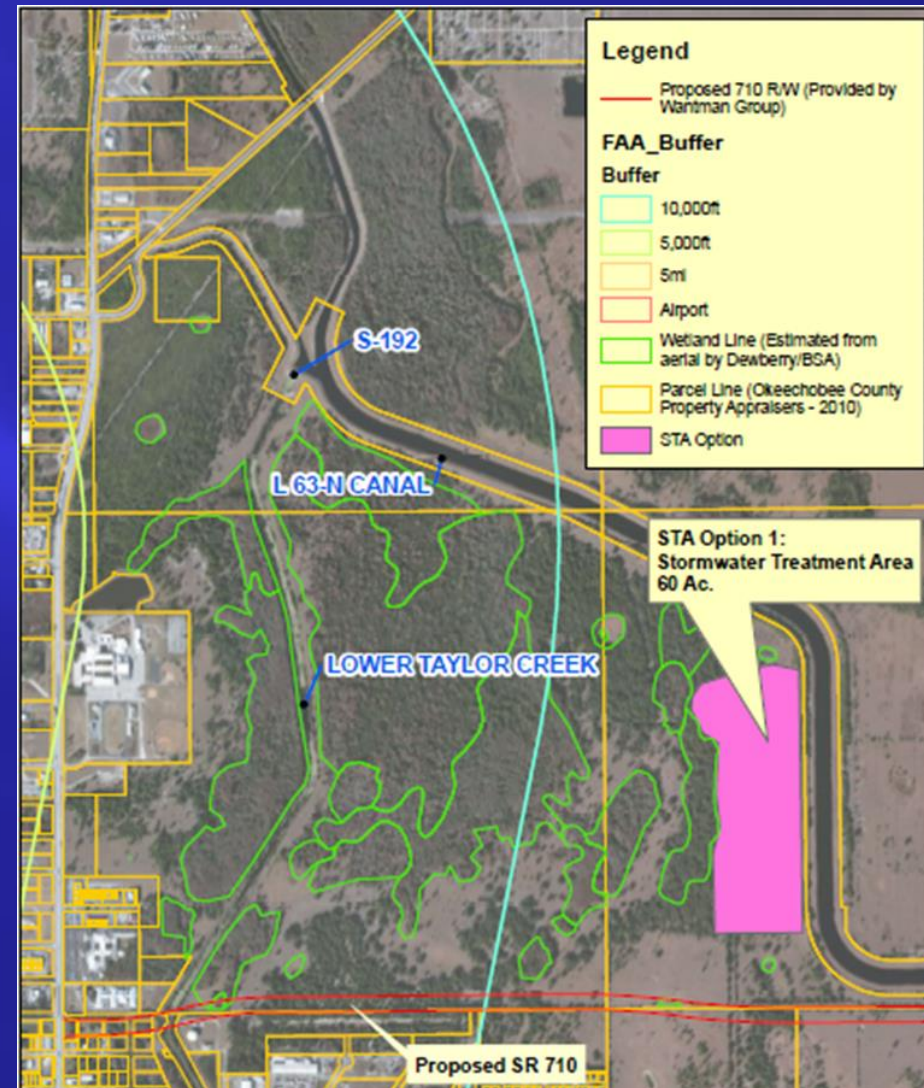 Legend
Proposed 710 R/W (Provided by
Wantman Group)
FAA_Buffer
Buffer
10,000ft
5,000ft
5mi
Airport
Wetland Line (Estimated from
aerial by Dewberry/BSA)
Parcel Line (Okeechobee County
Property Appraisers - 2010)
STA Option
S-192
L 63-N CANAL
STA Option 1:
Stormwater Treatment Area
60 Ac.
LOWER TAYLOR CREEK
Proposed SR 710